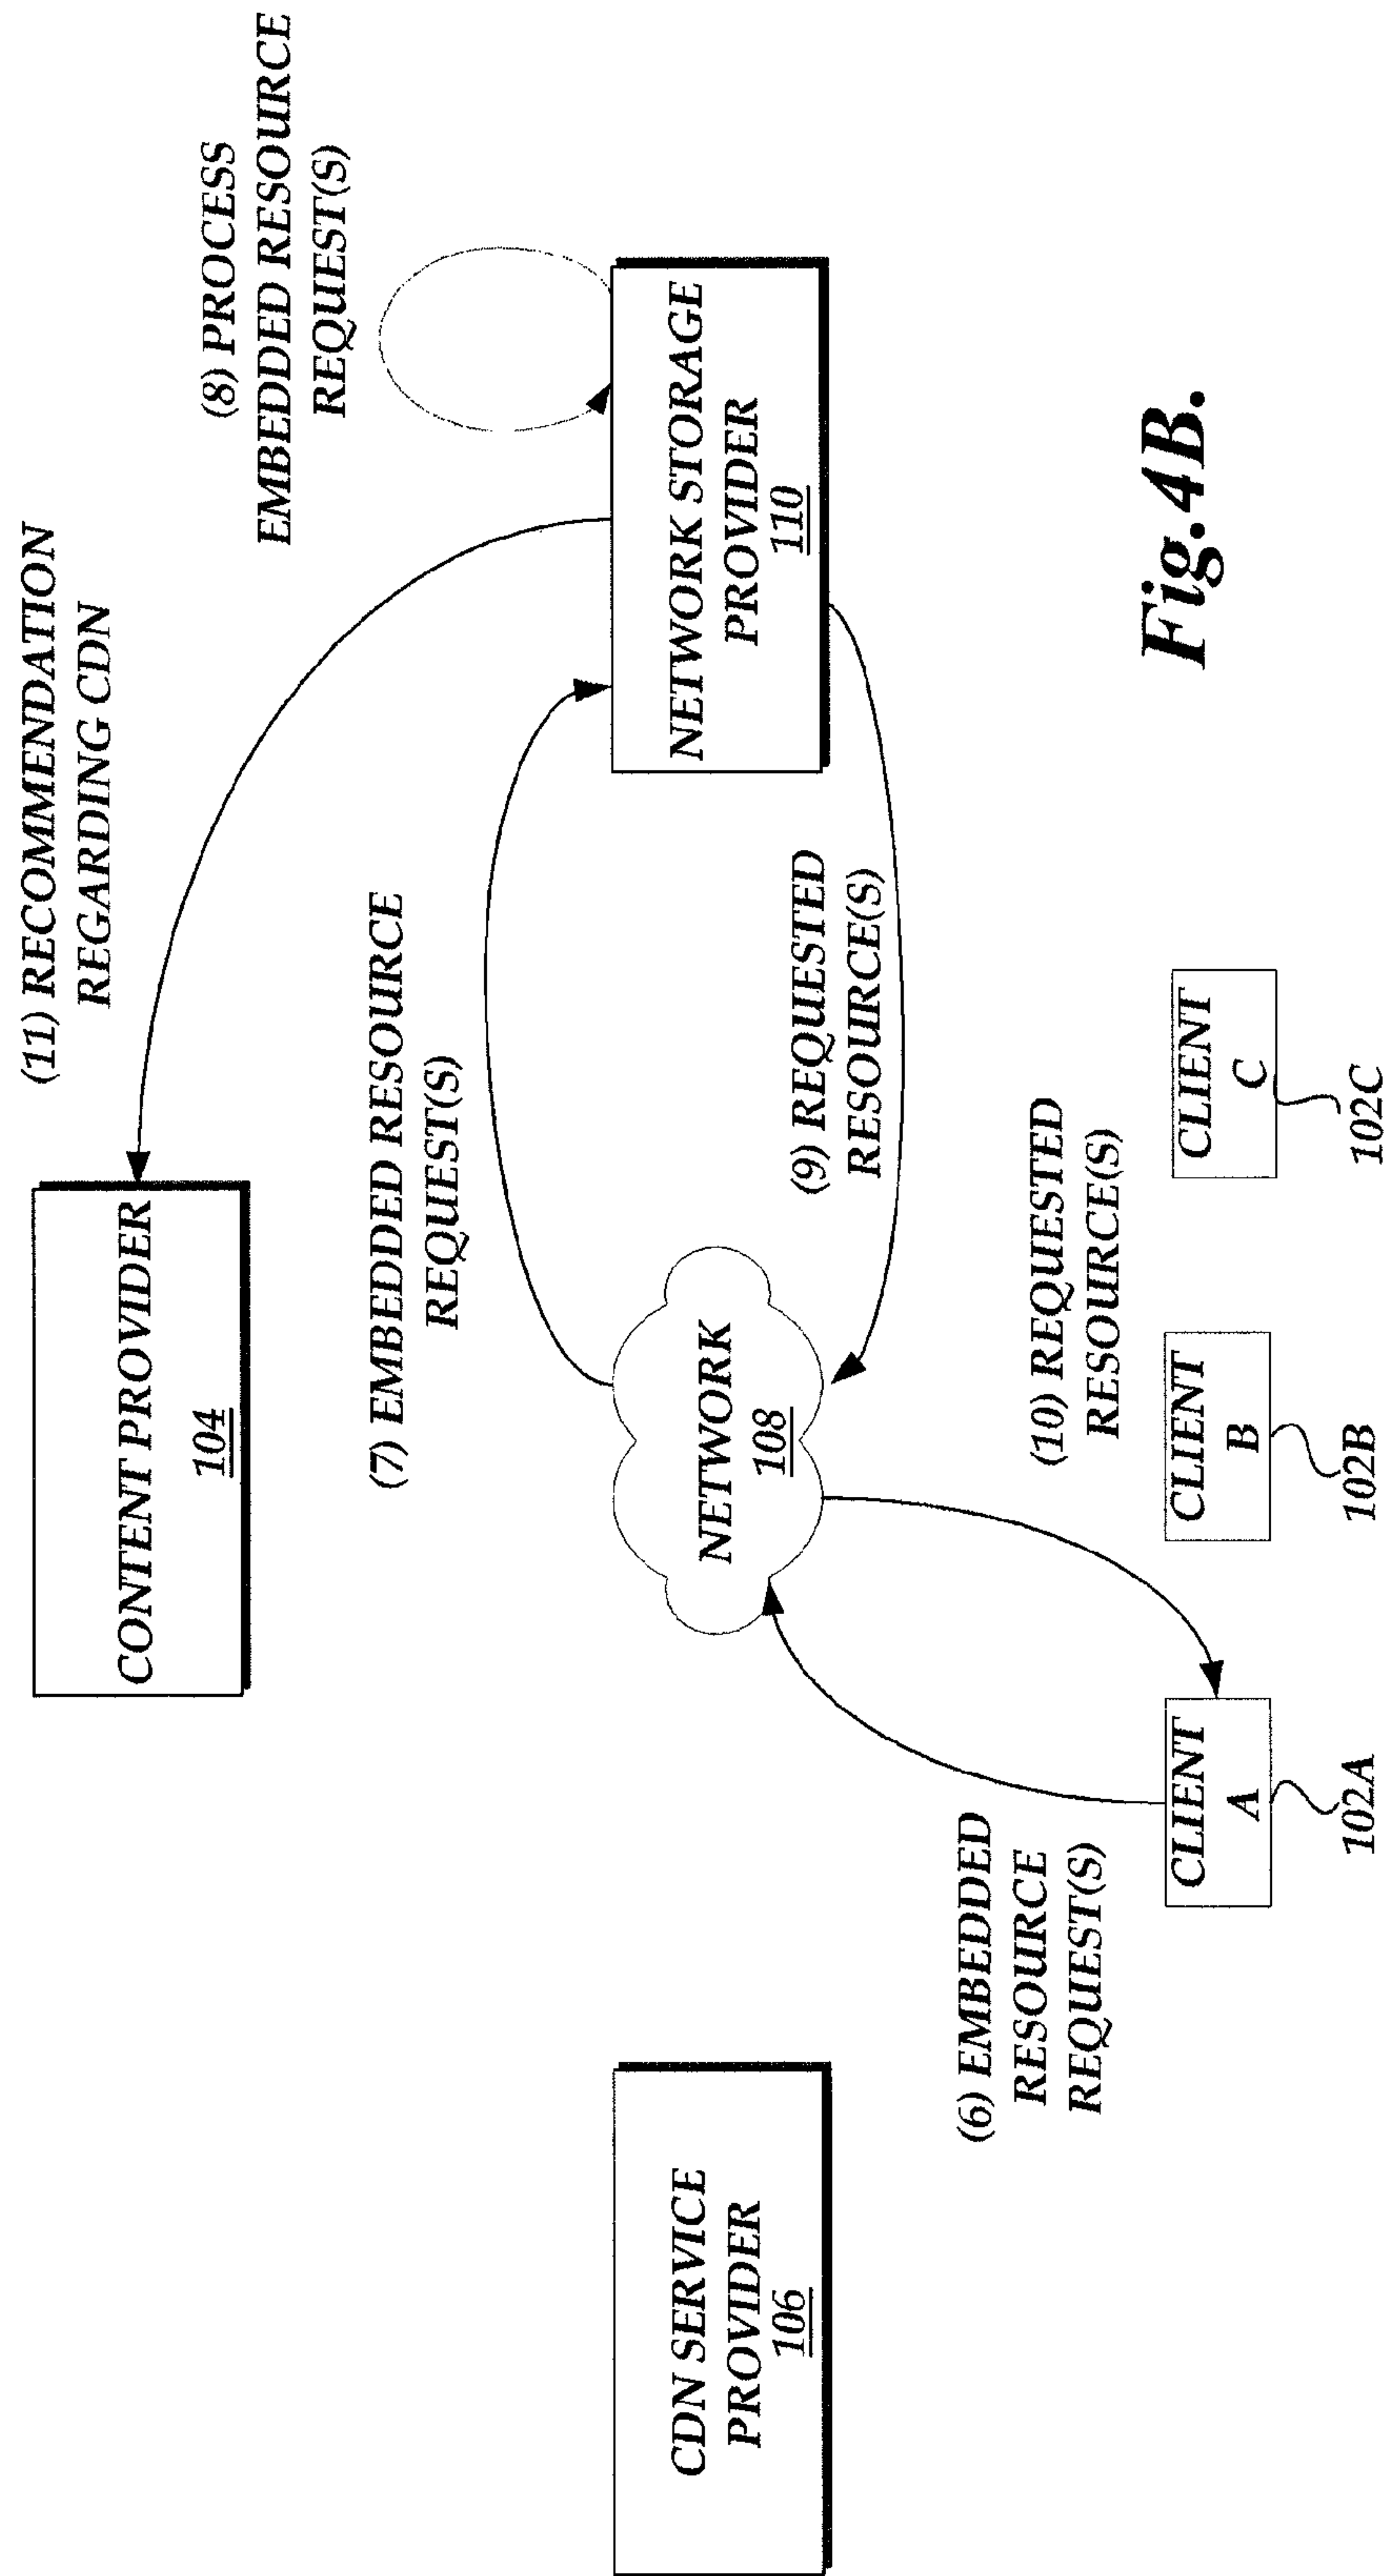 (11) RECOMMENDATION
REGARDING CDN
CONTENT PROVIDER
104
(8) PROCESS
EMBEDDED RESOURCE
REQUEST(S)
(7) EMBEDDED RESOURCE
REQUEST(S)
CDN SERVICE
PROVIDER
106
NETWORK
108
NETWORK STORAGE
PROVIDER
110
(9) REQUESTED
RESOURCE(S)
(6) EMBEDDED
RESOURCE
REQUEST(S)
(10) REQUESTED
RESOURCE(S)
CLIENT
A
102A
CLIENT
B
102B
CLIENT
C
102C
Fig.4B.